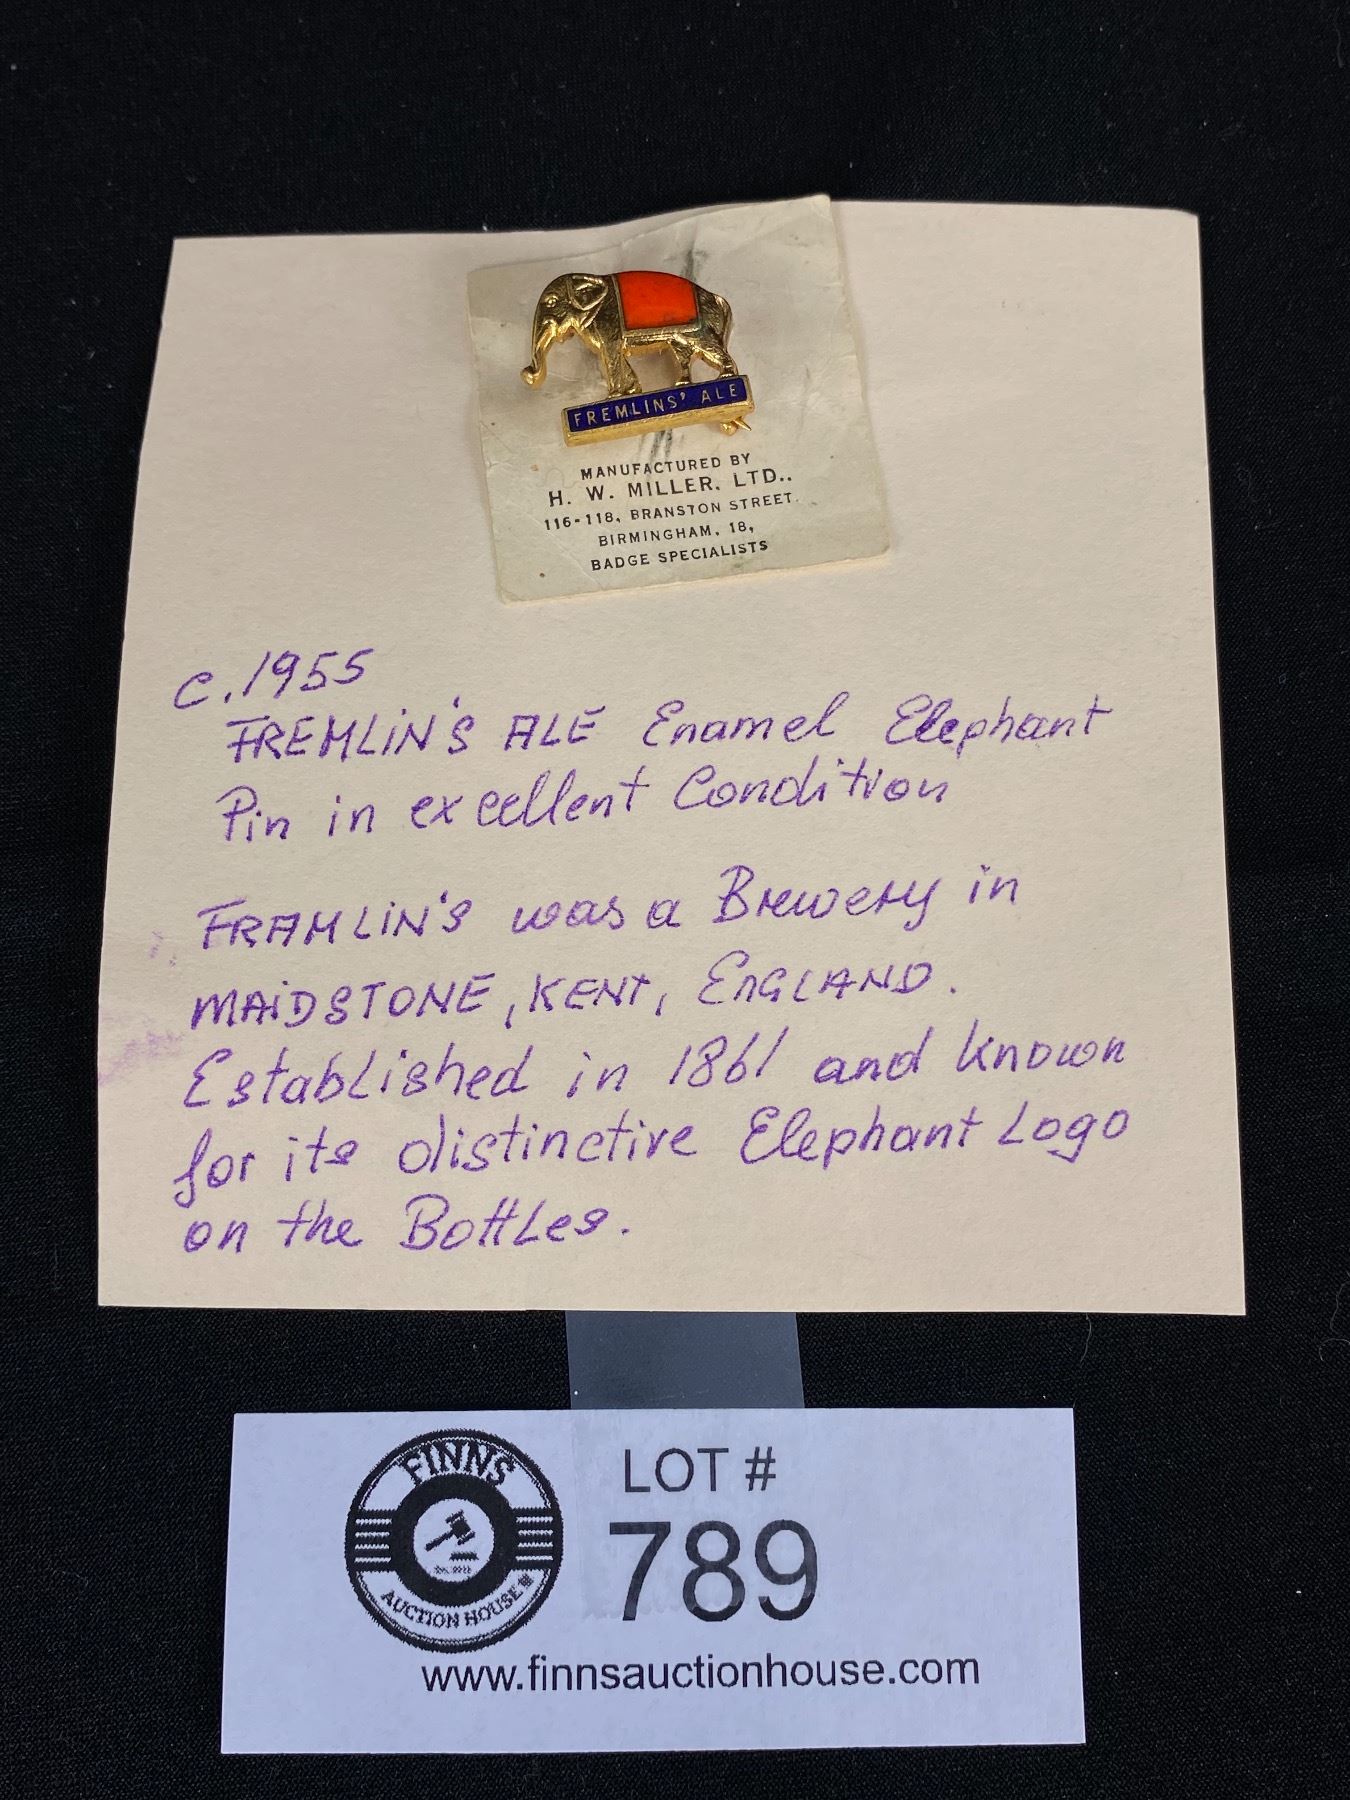 FREMLINS' ALE
MANUFACTURED BY
H. W. MILLER. LTD..
116-118, BRANSTON STREET.
BIRMINGHAM, 18,
BADGE SPECIALISTS
c.1955
FREMLiN'S ALE Enamel Elephant
Pin in excellent Condition
FRAMLiN'S was a Brewery in
MAiDSTONE, KENt, EnGLAND.
EstabLished in 1861 and known
for its distinctive Elephant Logo
on the BottLes.
FINNS
AUCTION HOUSE
LOT #
789
www.finnsauctionhouse.com